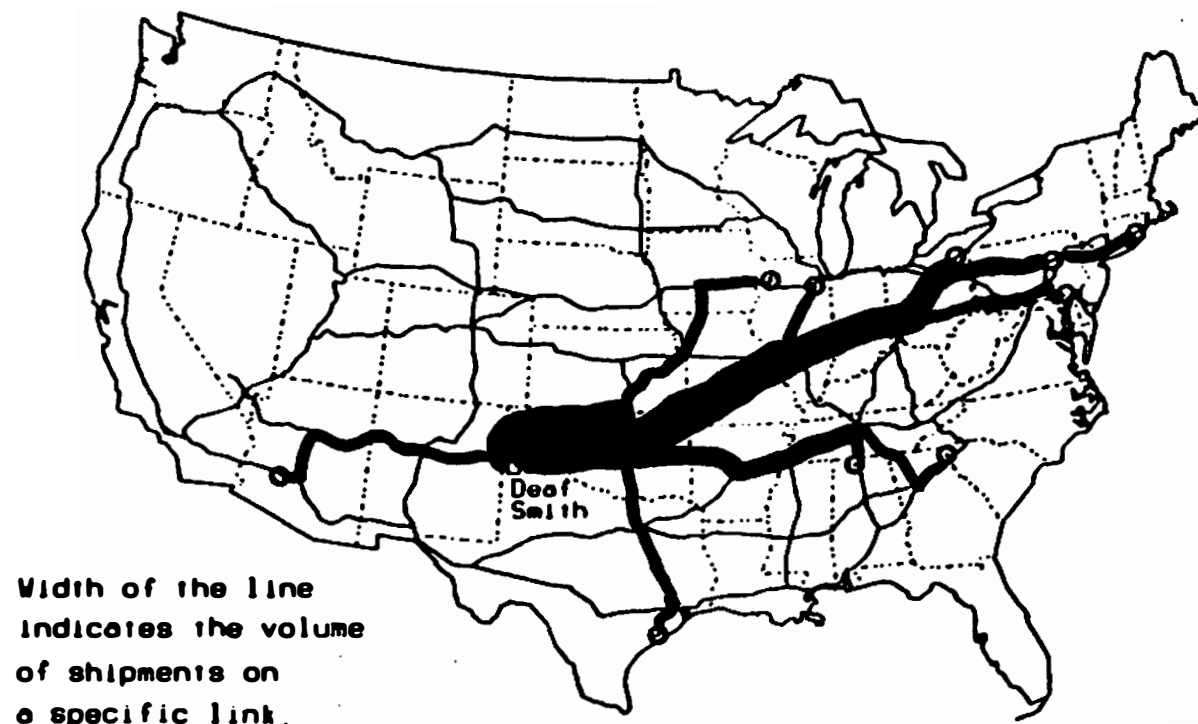 Deaf
Smith
Width of the line
indicates the volume
of shipments on
a specific link.